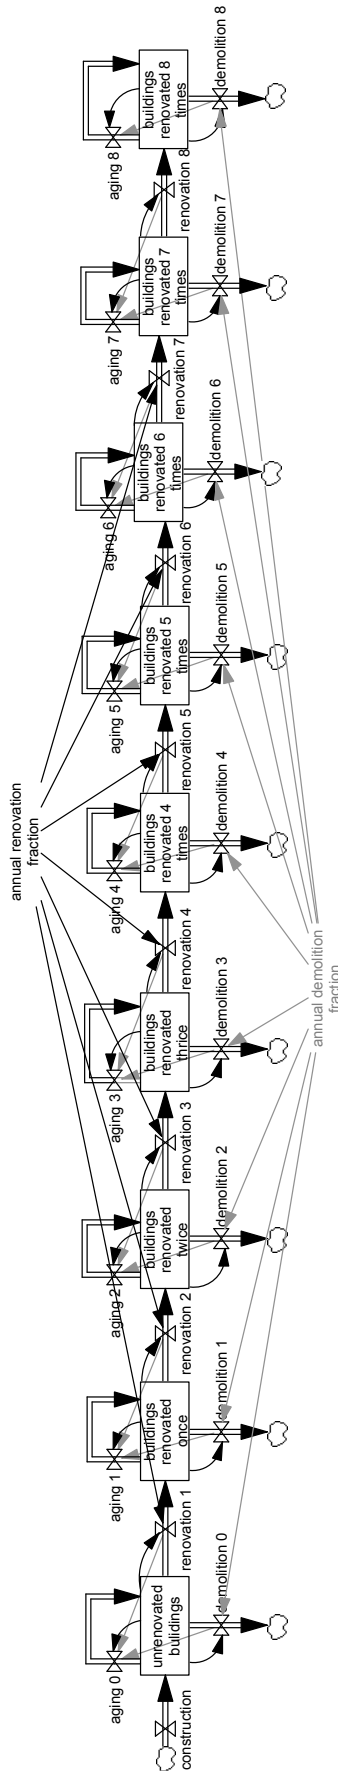 annual renovation
fraction
aging 0
aging 1
aging 2
aging 3
aging 4
aging 5
aging 6
aging 7
aging 8
construction
unrenovated
bulidings
renovation 1
buildings
renovated
once
renovation 2
buildings
renovated
twice
renovation 3
buildings
renovated
thrice
renovation 4
buildings
renovated 4
times
renovation 5
buildings
renovated 5
times
renovation 6
buildings
renovated 6
times
renovation 7
buildings
renovated 7
times
renovation 8
buildings
renovated 8
times
demolition 0
demolition 1
demolition 2
demolition 3
demolition 4
demolition 5
demolition 6
demolition 7
demolition 8
annual demolition
fraction